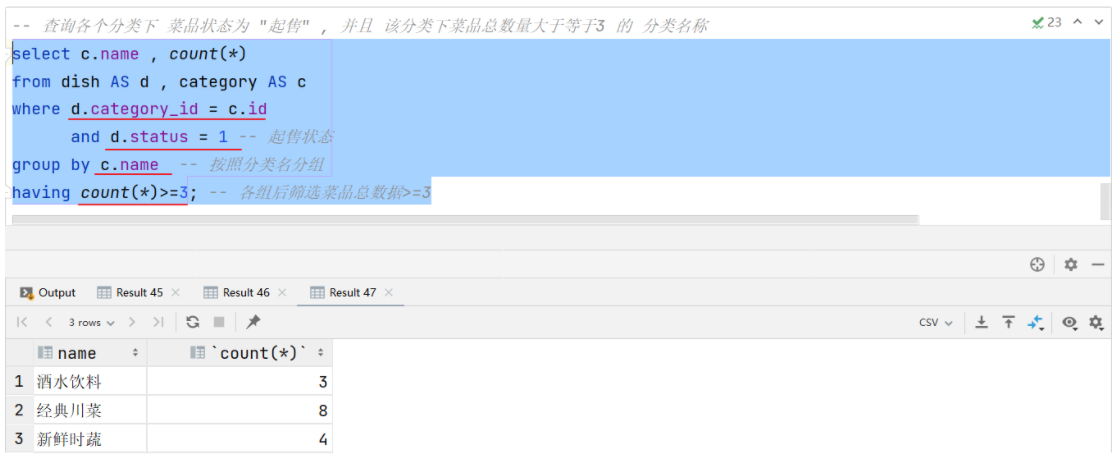 -- 查询各个分类下 菜品状态为 "起售" , 并且 该分类下菜品总数量大于等于3 的 分类名称
23
select c.name , count(*)
from dish AS d , category AS c
where d.category_id = c.id
and d.status = 1 -- 起售状态
group by c.name -- 按照分类名分组
having count(*)>=3; -- 各组后筛选菜品总数据>=3
Output Result 45 Result 46 Result 47
3 rows CSV
name `count(*)`
1 酒水饮料 3
2 经典川菜 8
3 新鲜时蔬 4